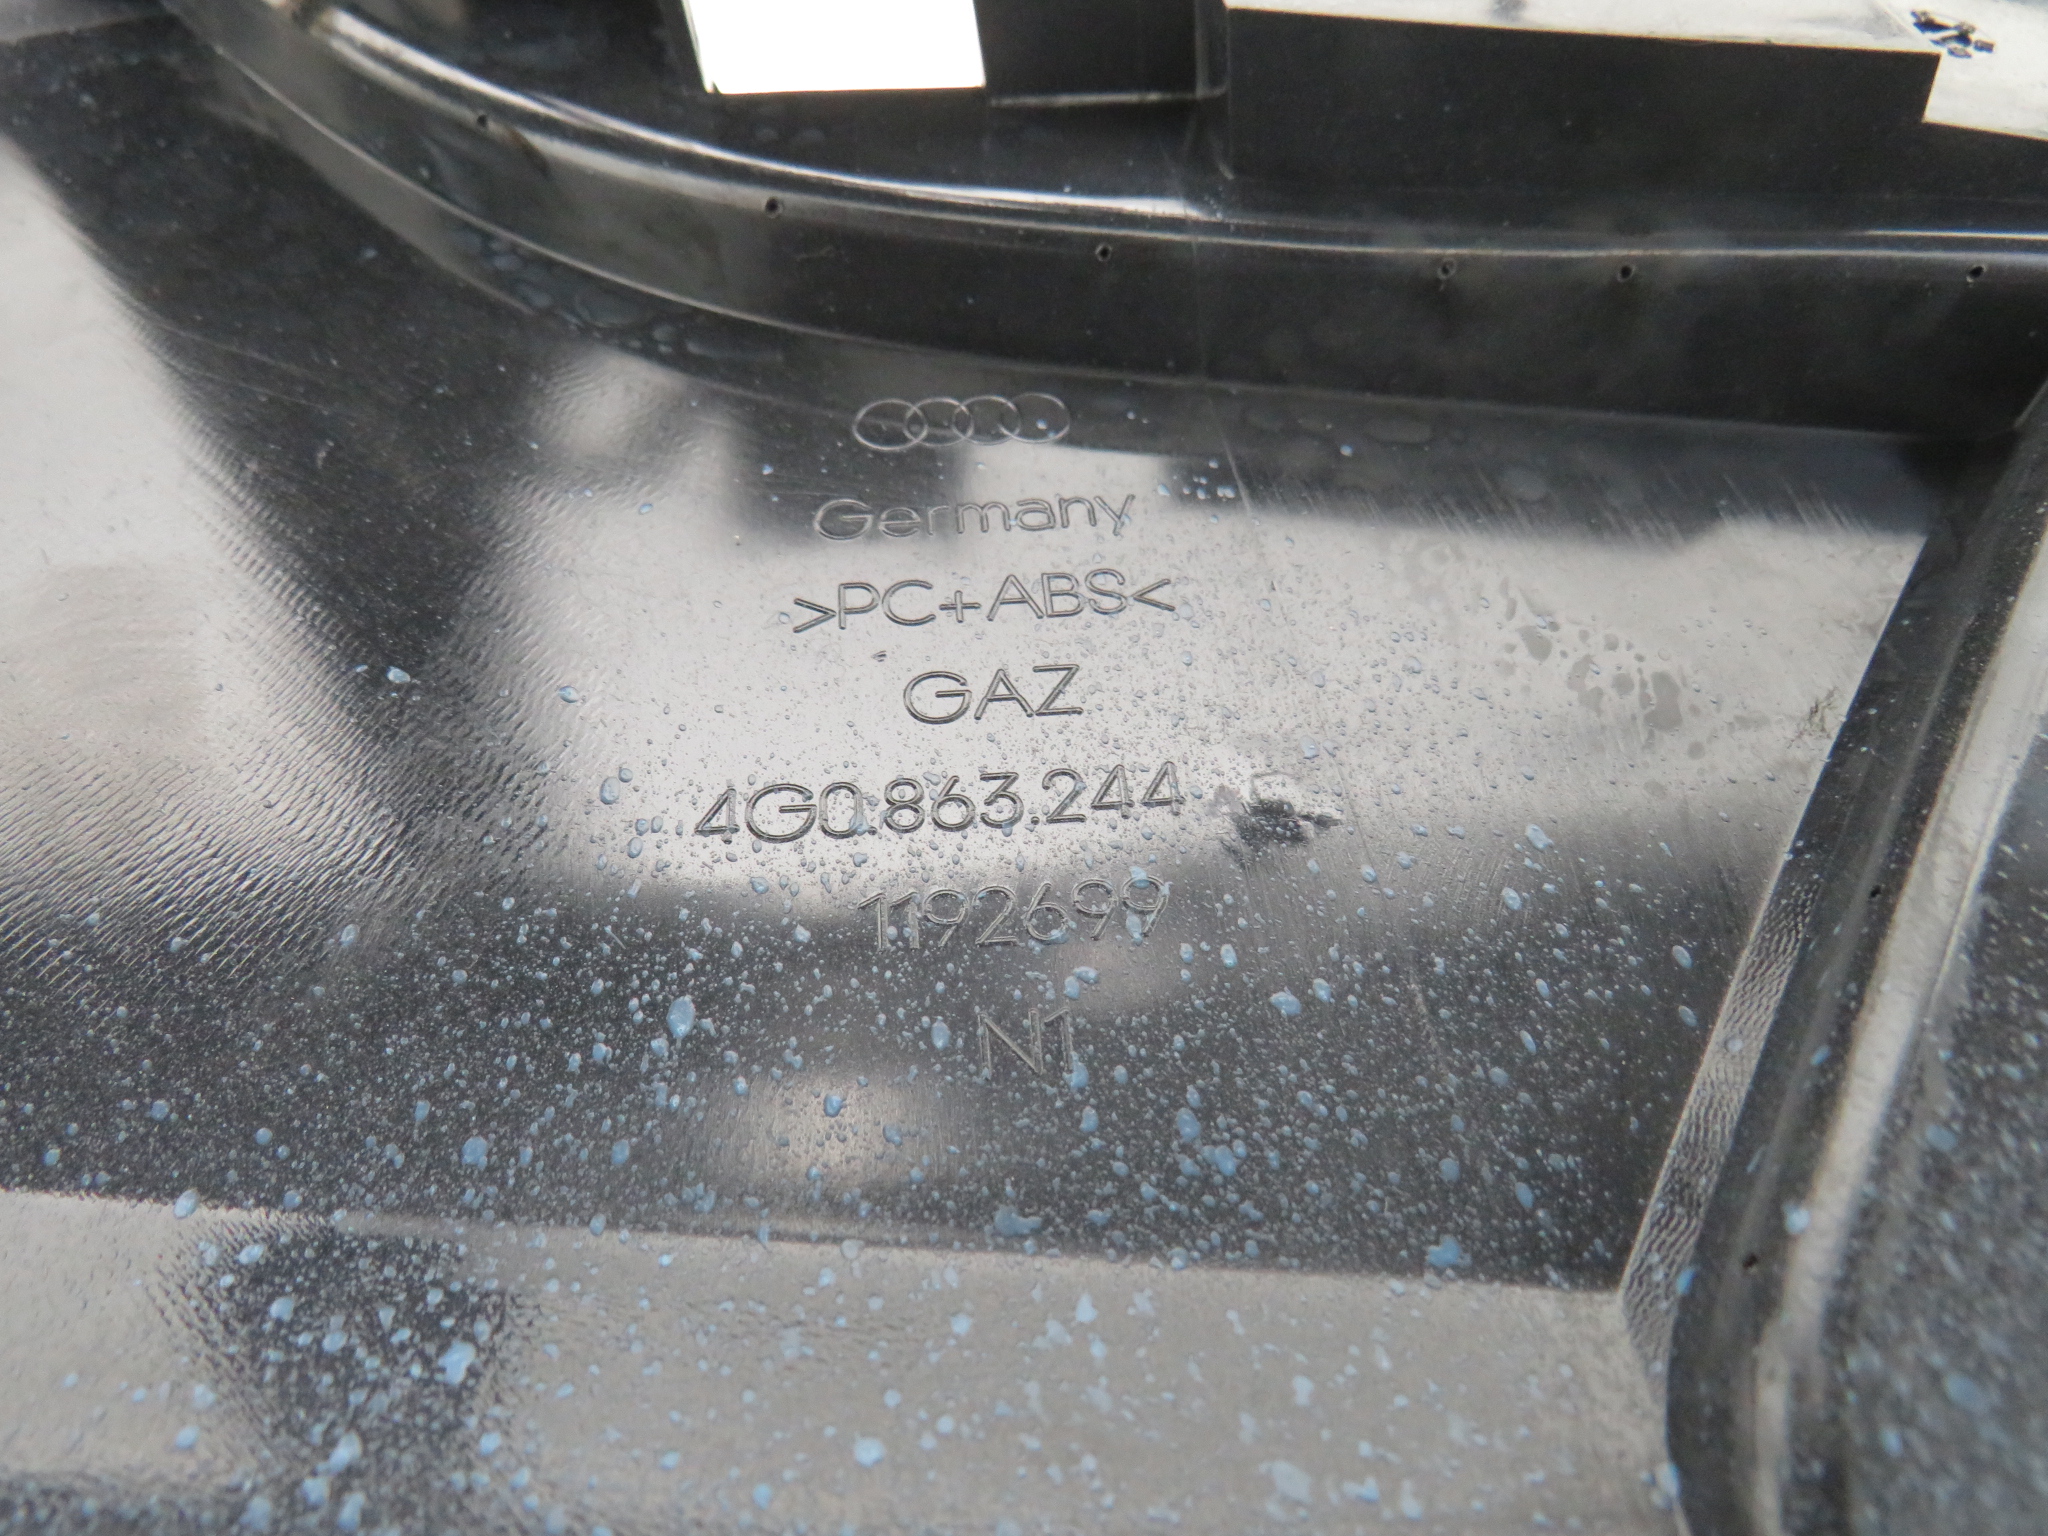 Germany
>PC+ABS<
GAZ
4G0.863.244
1192699
N1